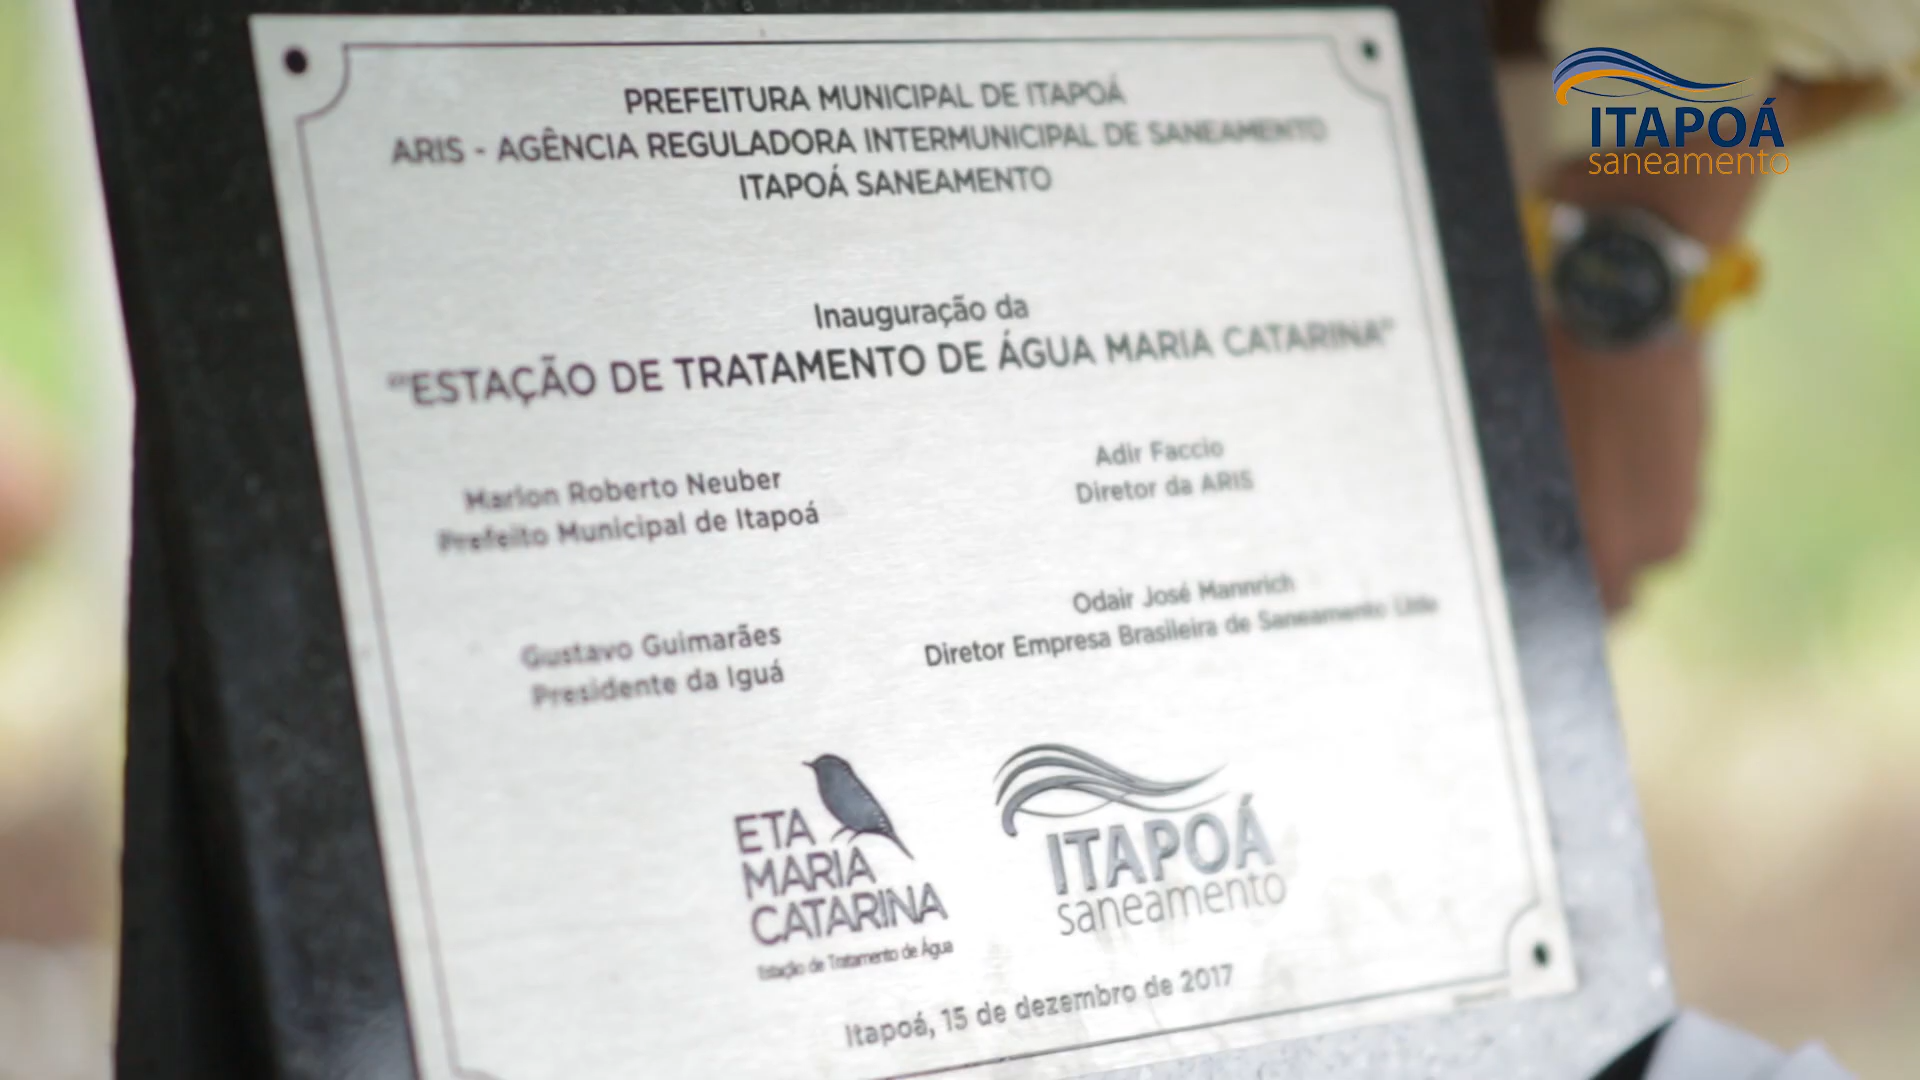 PREFEITURA MUNICIPAL DE ITAPOÁ
ARIS - AGÊNCIA REGULADORA INTERMUNICIPAL DE SANEAMENTO
ITAPOÁ SANEAMENTO
Inauguração da
"ESTAÇÃO DE TRATAMENTO DE ÁGUA MARIA CATARINA"
Marlon Roberto Neuber
Prefeito Municipal de Itapoá
Adir Faccio
Diretor da ARIS
Gustavo Guimarães
Presidente da Iguá
Odair José Mannrich
Diretor Empresa Brasileira de Saneamento Ltda
ETA
MARIA
CATARINA
Estação de Tratamento de Água
ITAPOÁ
saneamento
Itapoá, 15 de dezembro de 2017
ITAPOÁ
saneamento